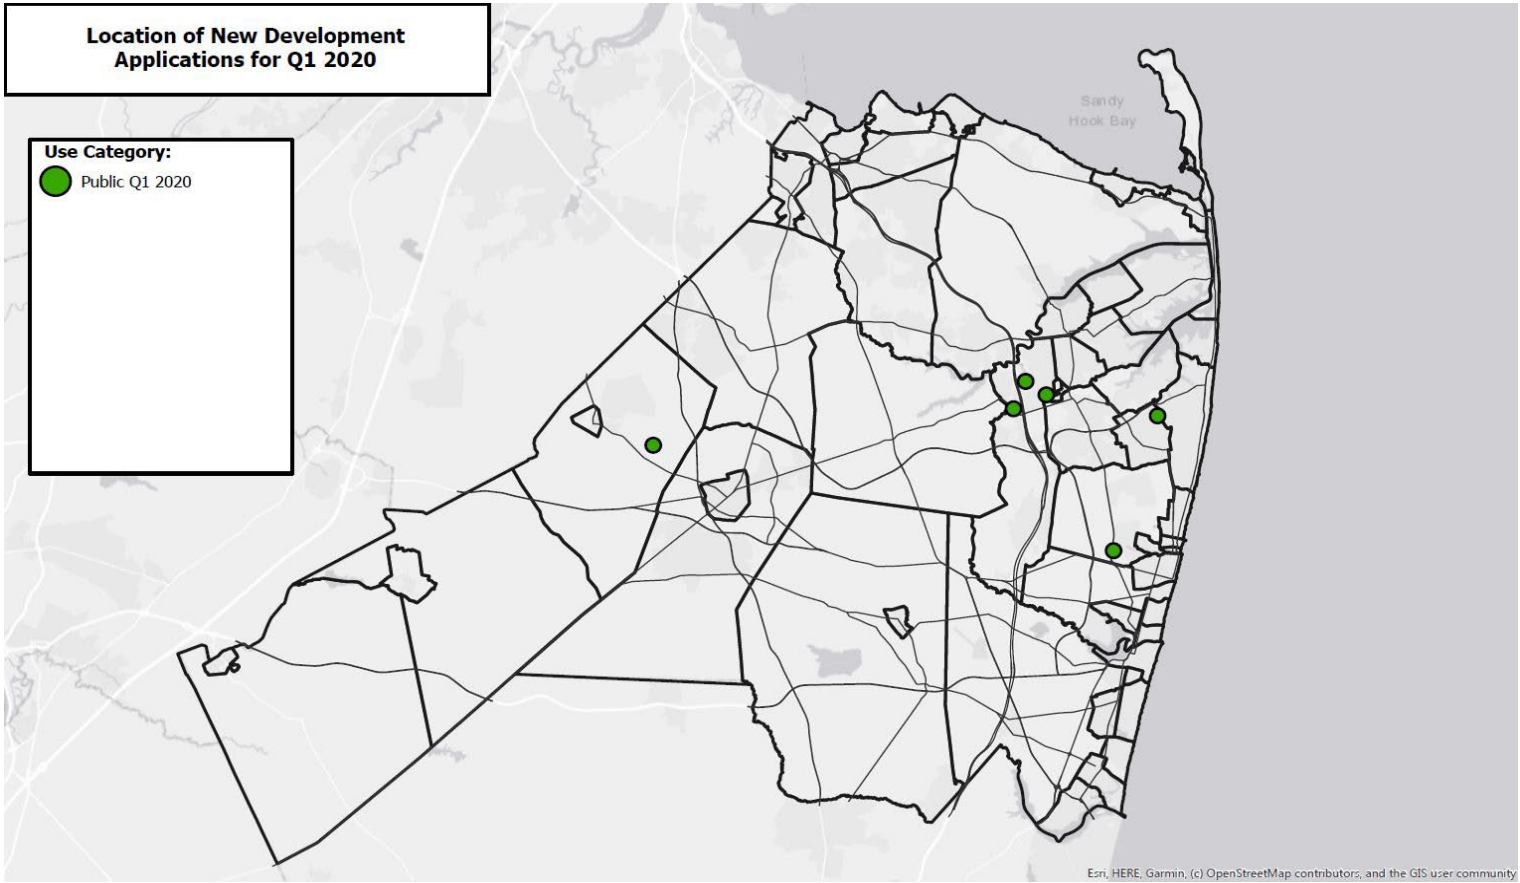 Location of New Development
Applications for Q1 2020
Use Category:
Public Q1 2020
Sandy
Hook Bay
Esri, HERE, Garmin, (c) OpenStreetMap contributors, and the GIS user community